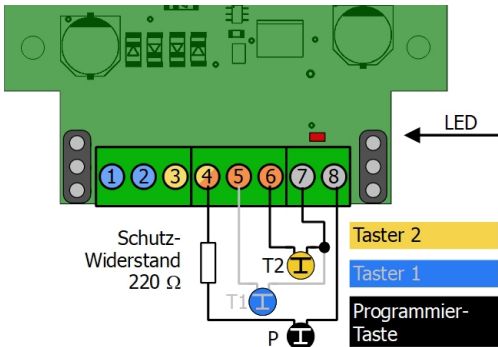 LED
1 2 3 4 5 6 7 8
Schutz-
Widerstand
220 Ω
T2
T1
P
Taster 2
Taster 1
Programmier-
Taste